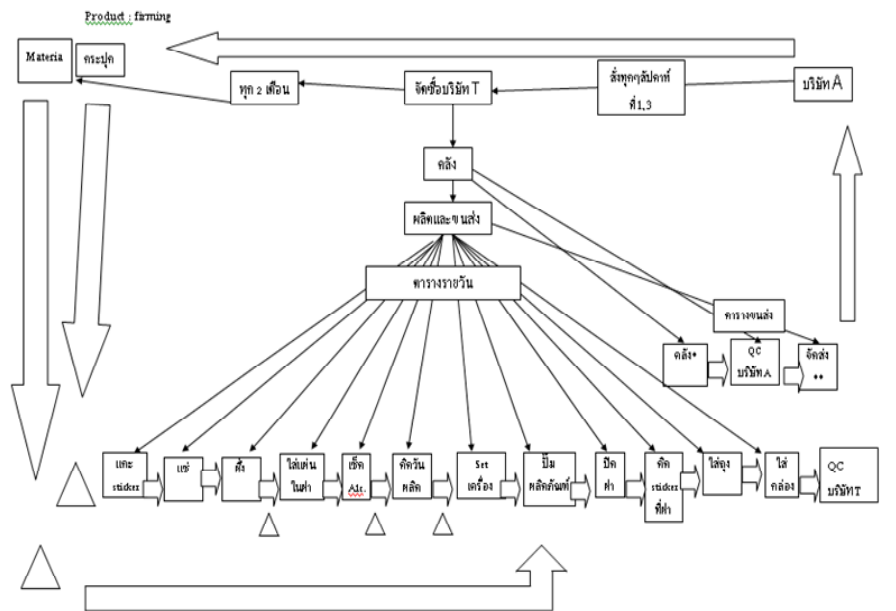 Product : firming
Materia
กระปุก
ทุก 2 เดือน
จัดซื้อบริษัท T
สั่งทุกๆสัปดาห์
ที่1,3
บริษัท A
คลัง
ผลิตและขนส่ง
ตารางรายวัน
ตารางขนส่ง
คลัง*
QC
บริษัท A
จัดส่ง
**
แกะ
sticker
แช่
ผึ่ง
ใส่แผ่น
ในฝา
เช็ด
Alc.
ติดวัน
ผลิต
Set
เครื่อง
ปั๊ม
ผลิตภัณฑ์
ปิด
ฝา
ติด
sticker
ที่ฝา
ใส่ถุง
ใส่
กล่อง
QC
บริษัท T